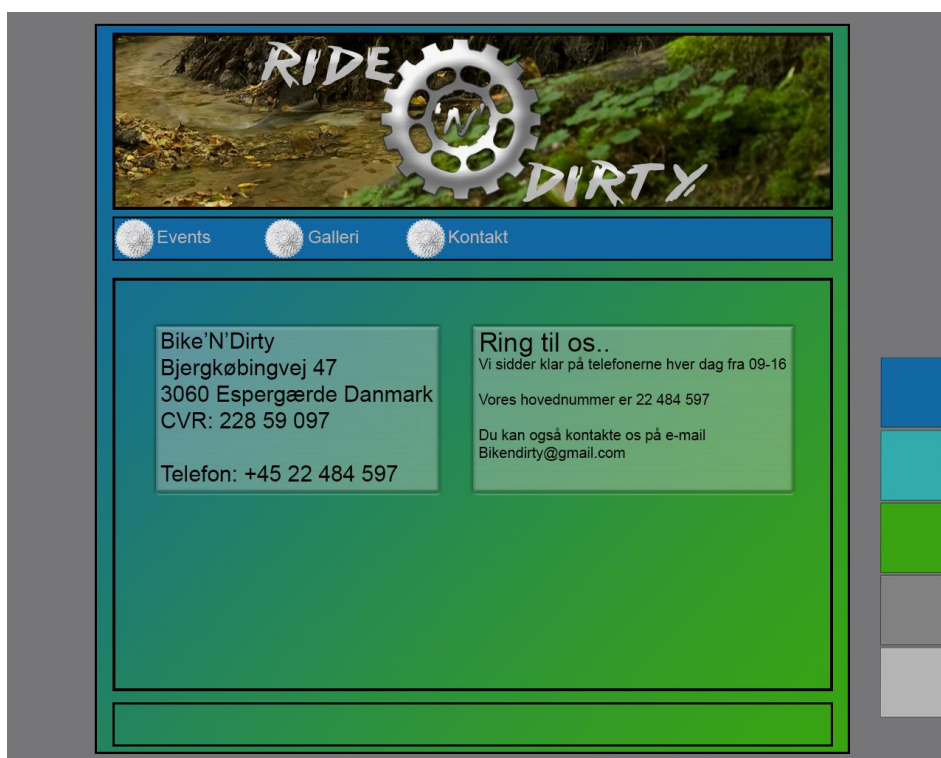 RIDE
'N'
DIRTY
Events Galleri Kontakt
Bike'N'Dirty
Bjergkøbingvej 47
3060 Espergærde Danmark
CVR: 228 59 097
Telefon: +45 22 484 597
Ring til os..
Vi sidder klar på telefonerne hver dag fra 09-16
Vores hovednummer er 22 484 597
Du kan også kontakte os på e-mail
Bikendirty@gmail.com